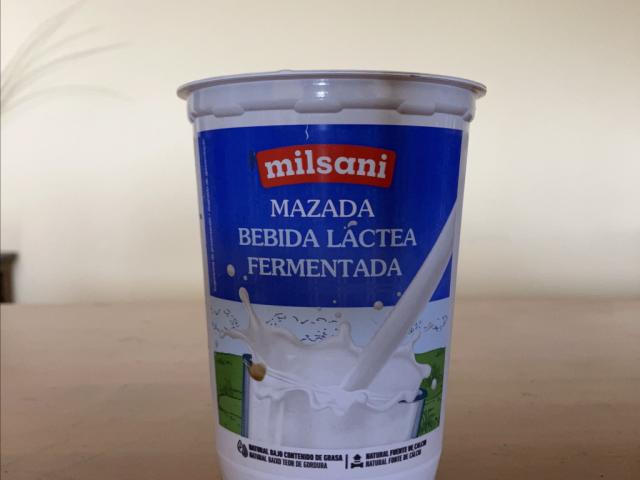 milsani
MAZADA
BEBIDA LÁCTEA
FERMENTADA
NATURAL BAJO CONTENIDO DE GRASA
NATURAL BAIXO TEOR DE GORDURA
NATURAL FUENTE DE CALCIO
NATURAL FONTE DE CÁLCIO